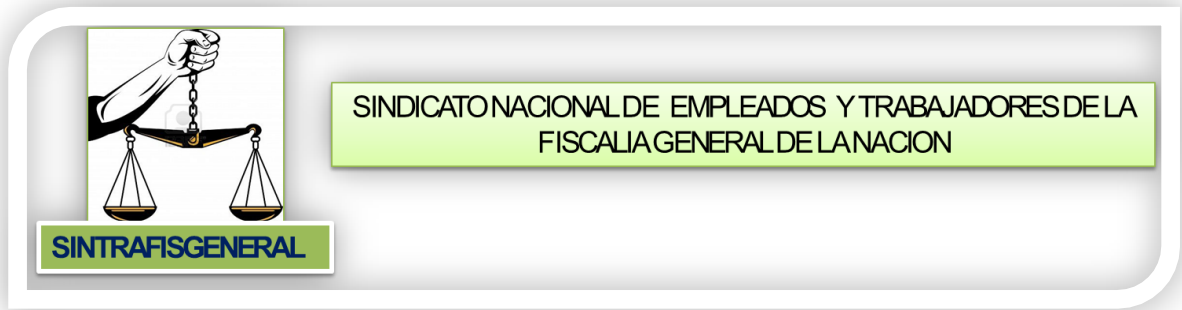 SINDICATO NACIONAL DE EMPLEADOS Y TRABAJADORES DE LA
FISCALIA GENERAL DE LA NACION
SINTRAFISGENERAL